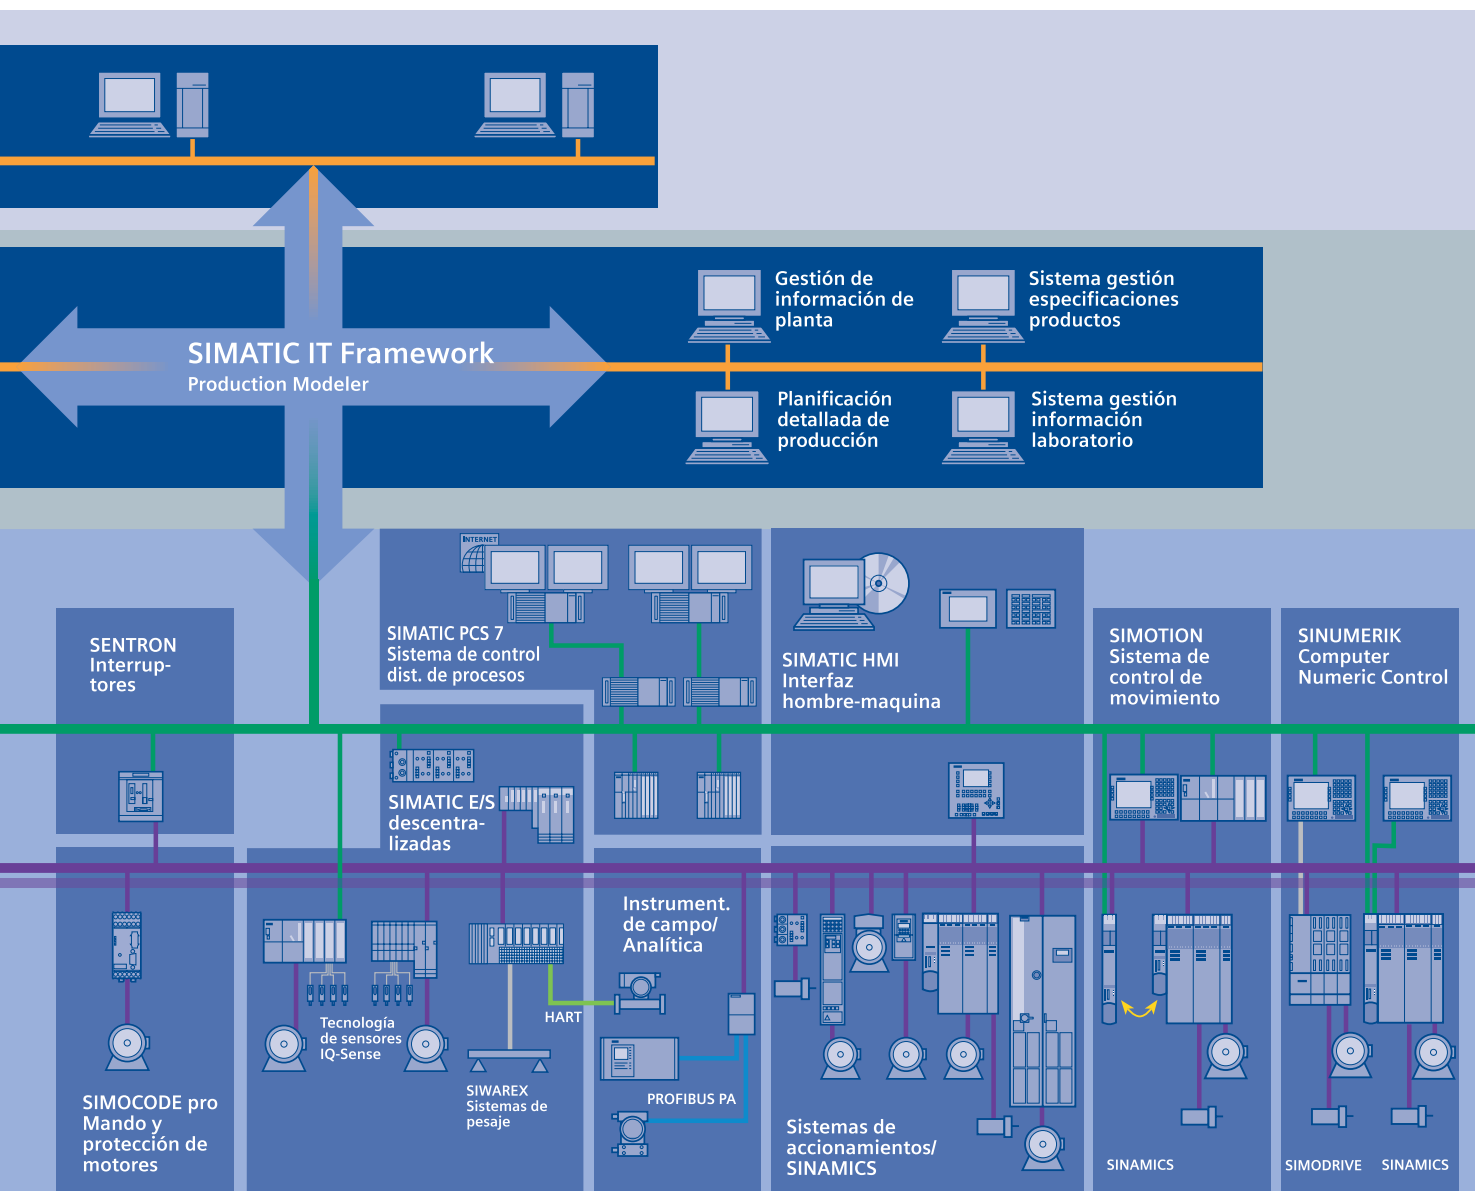 Gestión de
información de
planta
Sistema gestión
especificaciones
productos
SIMATIC IT Framework
Production Modeler
Planificación
detallada de
producción
Sistema gestión
información
laboratorio
INTERNET
SENTRON
Interrup-
tores
SIMATIC PCS 7
Sistema de control
dist. de procesos
SIMATIC HMI
Interfaz
hombre-maquina
SIMOTION
Sistema de
control de
movimiento
SINUMERIK
Computer
Numeric Control
SIMATIC E/S
descentra-
lizadas
Instrument.
de campo/
Analítica
HART
Tecnología
de sensores
IQ-Sense
SIWAREX
Sistemas de
pesaje
PROFIBUS PA
SIMOCODE pro
Mando y
protección de
motores
Sistemas de
accionamientos/
SINAMICS
SINAMICS
SIMODRIVE
SINAMICS